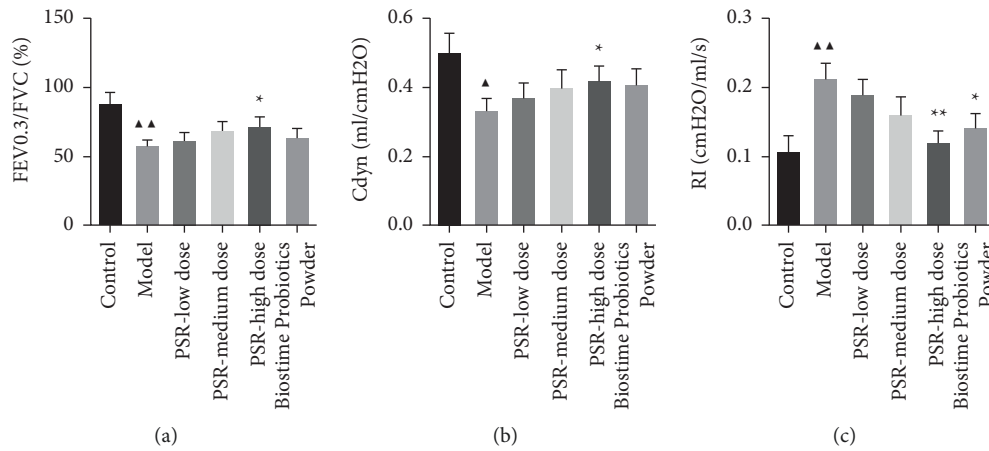 FEV0.3/FVC (%)
150
100
50
0
▲▲
*
Control
Model
PSR-low dose
PSR-medium dose
PSR-high dose
Biostime Probiotics
Powder
(a)
Cdyn (ml/cmH2O)
0.6
0.4
0.2
0.0
▲
*
Control
Model
PSR-low dose
PSR-medium dose
PSR-high dose
Biostime Probiotics
Powder
(b)
RI (cmH2O/ml/s)
0.3
0.2
0.1
0.0
▲▲
**
*
Control
Model
PSR-low dose
PSR-medium dose
PSR-high dose
Biostime Probiotics
Powder
(c)